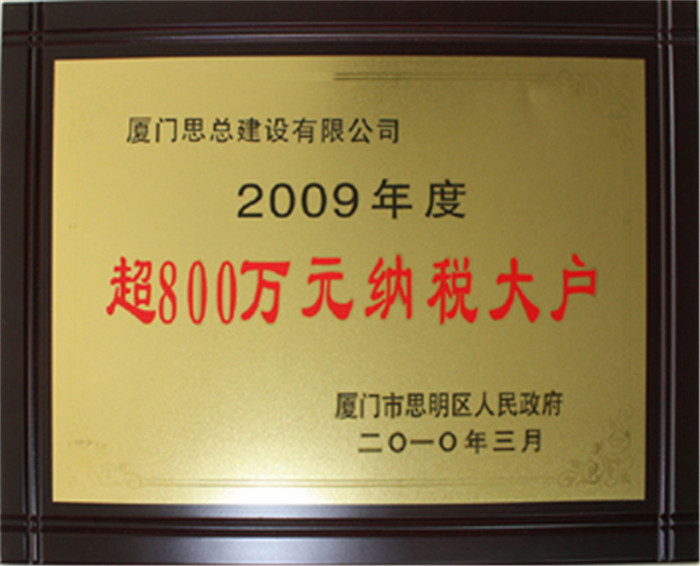 厦门思总建设有限公司
2009年度
超800万元纳税大户
厦门市思明区人民政府
二〇一〇年三月